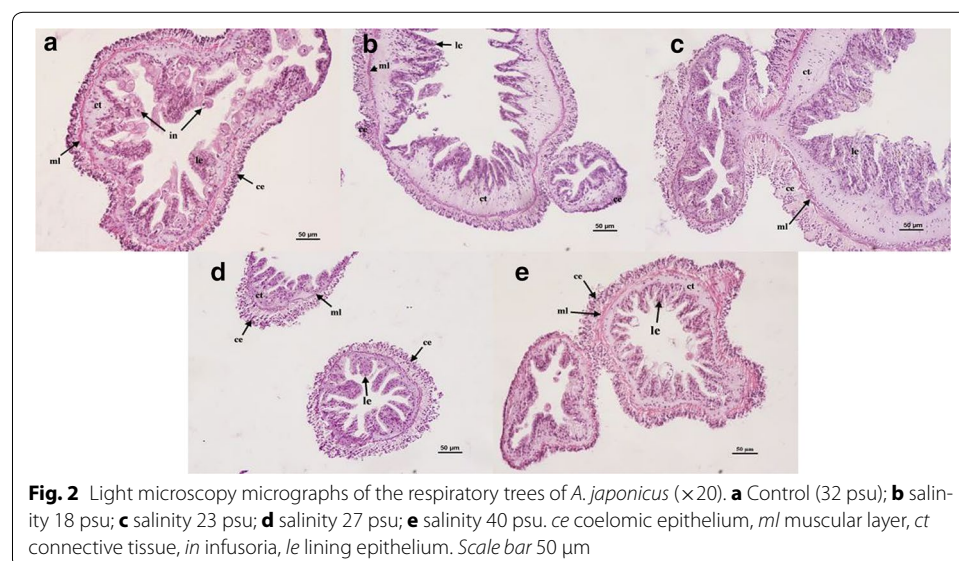 a
b
c
ct
in
ml
le
ce
50 µm
le
ml
ce
ct
ce
50 µm
ct
le
ce
ml
50 µm
d
e
ct
ml
ce
ce
le
50 µm
ce
ct
ml
le
50 µm
Fig. 2 Light microscopy micrographs of the respiratory trees of A. japonicus (×20). a Control (32 psu); b salin-
ity 18 psu; c salinity 23 psu; d salinity 27 psu; e salinity 40 psu. ce coelomic epithelium, ml muscular layer, ct
connective tissue, in infusoria, le lining epithelium. Scale bar 50 µm